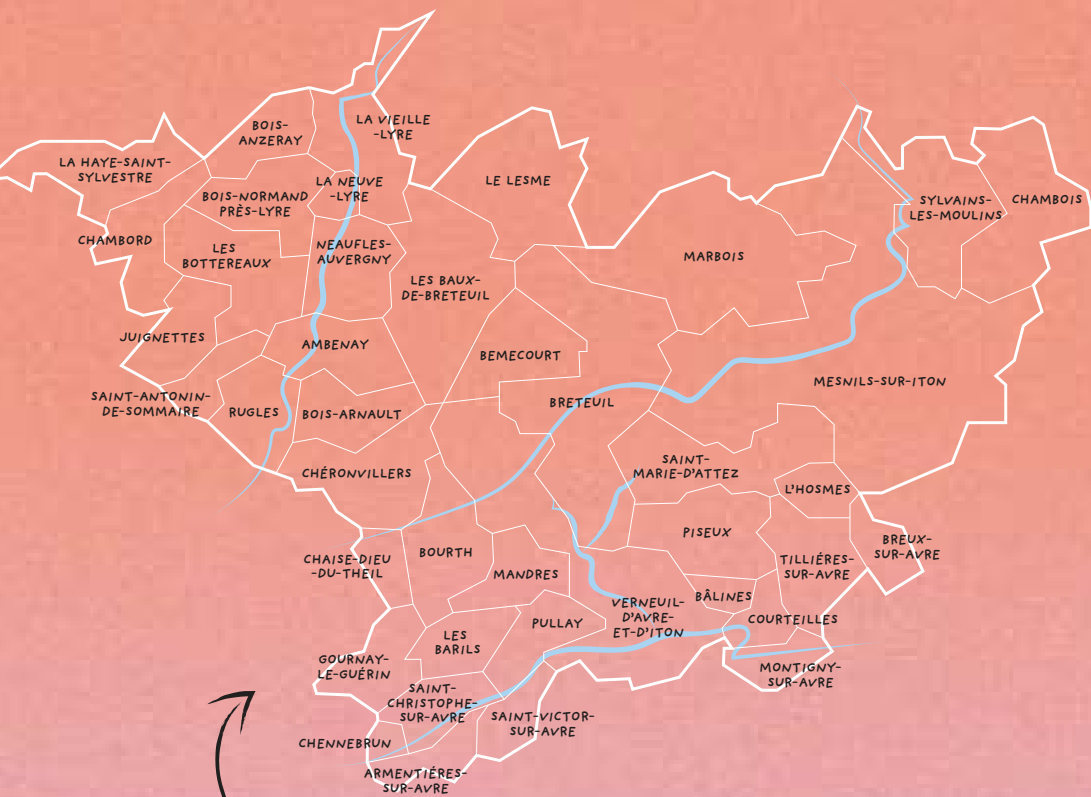 BOIS-
ANZERAY
LA VIEILLE
-LYRE
LA HAYE-SAINT-
SYLVESTRE
LA NEUVE
-LYRE
LE LESME
BOIS-NORMAND
PRÈS-LYRE
SYLVAINS-
LES-MOULINS
CHAMBOIS
CHAMBORD
LES
BOTTEREAUX
NEAUFLES-
AUVERGNY
MARBOIS
LES BAUX-
DE-BRETEUIL
JUIGNETTES
AMBENAY
BEMECOURT
MESNILS-SUR-ITON
SAINT-ANTONIN-
DE-SOMMAIRE
RUGLES
BOIS-ARNAULT
BRETEUIL
CHÉRONVILLERS
SAINT-
MARIE-D'ATTEZ
L'HOSMES
PISEUX
BREUX-
SUR-AVRE
CHAISE-DIEU
-DU-THEIL
BOURTH
MANDRES
TILLIÉRES-
SUR-AVRE
BÂLINES
VERNEUIL-
D'AVRE-
ET-D'ITON
COURTEILLES
PULLAY
LES
BARILS
GOURNAY-
LE-GUÉRIN
MONTIGNY-
SUR-AVRE
SAINT-
CHRISTOPHE-
SUR-AVRE
SAINT-VICTOR-
SUR-AVRE
CHENNEBRUN
ARMENTIÉRES-
SUR-AVRE